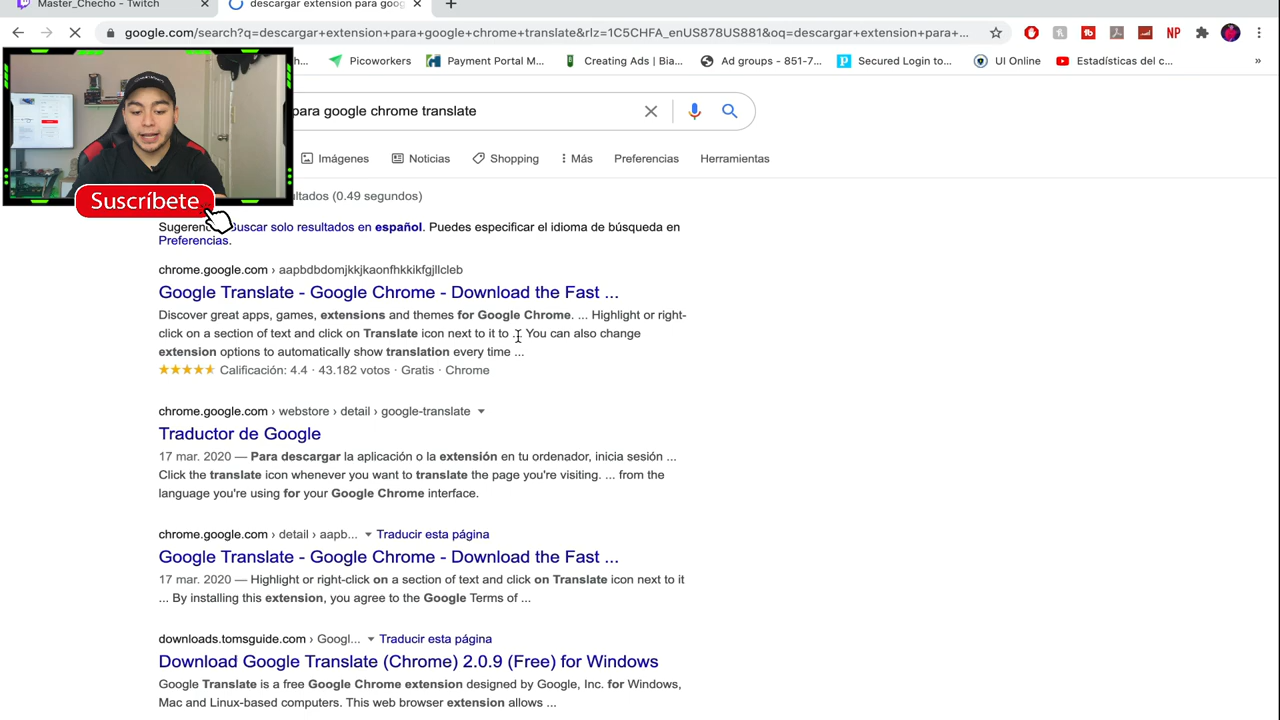 Master_Checho - Twitch
descargar extension para goog
google.com/search?q=descargar+extension+para+google+chrome+translate&rlz=1C5CHFA_enUS878US881&oq=descargar+extension+para+...
Picoworkers
Payment Portal M...
Creating Ads | Bia...
Ad groups - 851-7...
Secured Login to...
UI Online
Estadísticas del c...
»
NP
para google chrome translate
Imágenes
Noticias
Shopping
Más
Preferencias
Herramientas
(0.49 segundos)
Suscríbete
Buscar solo resultados en español. Puedes especificar el idioma de búsqueda en
Preferencias.
chrome.google.com › aapbdbdomjkkjkaonfhkkikfgjllcleb
Google Translate - Google Chrome - Download the Fast ...
Discover great apps, games, extensions and themes for Google Chrome. ... Highlight or right-
click on a section of text and click on Translate icon next to it to ... You can also change
extension options to automatically show translation every time ...
Calificación: 4.4 · 43.182 votos · Gratis · Chrome
chrome.google.com › webstore › detail › google-translate
Traductor de Google
17 mar. 2020 — Para descargar la aplicación o la extensión en tu ordenador, inicia sesión ...
Click the translate icon whenever you want to translate the page you're visiting. ... from the
language you're using for your Google Chrome interface.
chrome.google.com › detail › aapb... Traducir esta página
Google Translate - Google Chrome - Download the Fast ...
17 mar. 2020 — Highlight or right-click on a section of text and click on Translate icon next to it
... By installing this extension, you agree to the Google Terms of ...
downloads.tomsguide.com › Googl... Traducir esta página
Download Google Translate (Chrome) 2.0.9 (Free) for Windows
Google Translate is a free Google Chrome extension designed by Google, Inc. for Windows,
Mac and Linux-based computers. This web browser extension allows ...